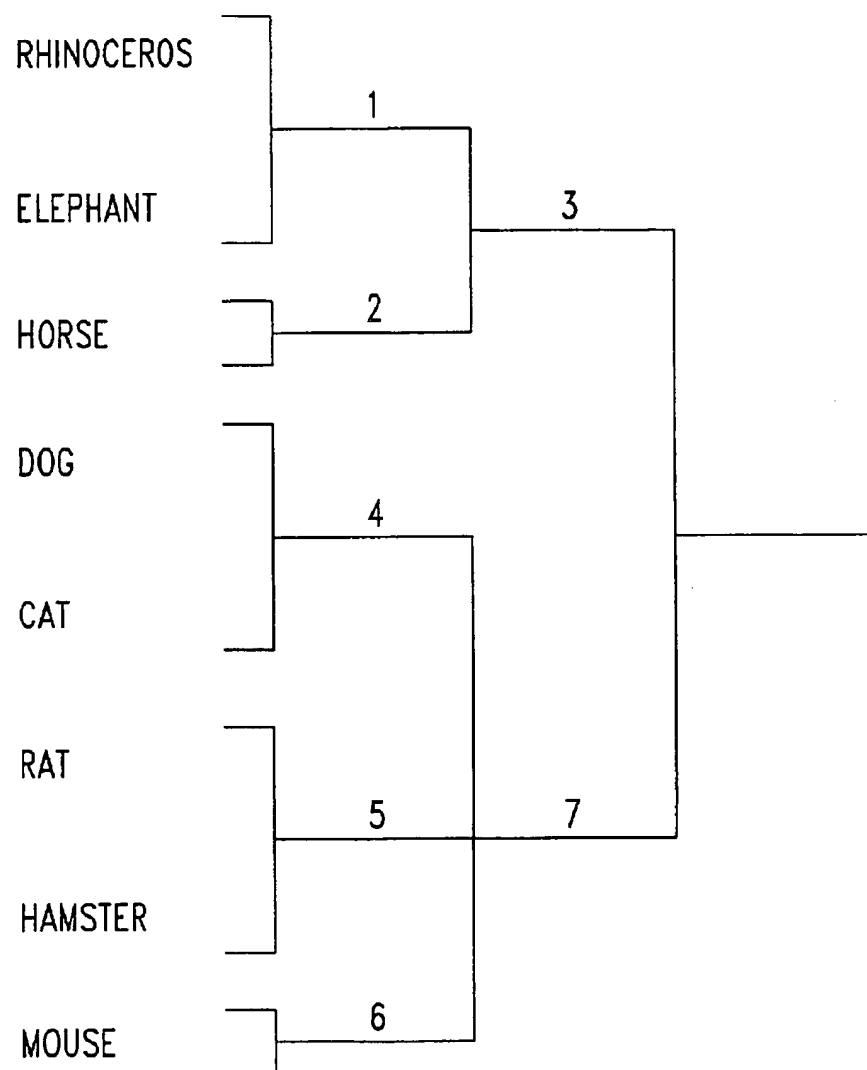 RHINOCEROS
1
ELEPHANT
3
HORSE
2
DOG
4
CAT
RAT
5
7
HAMSTER
6
MOUSE